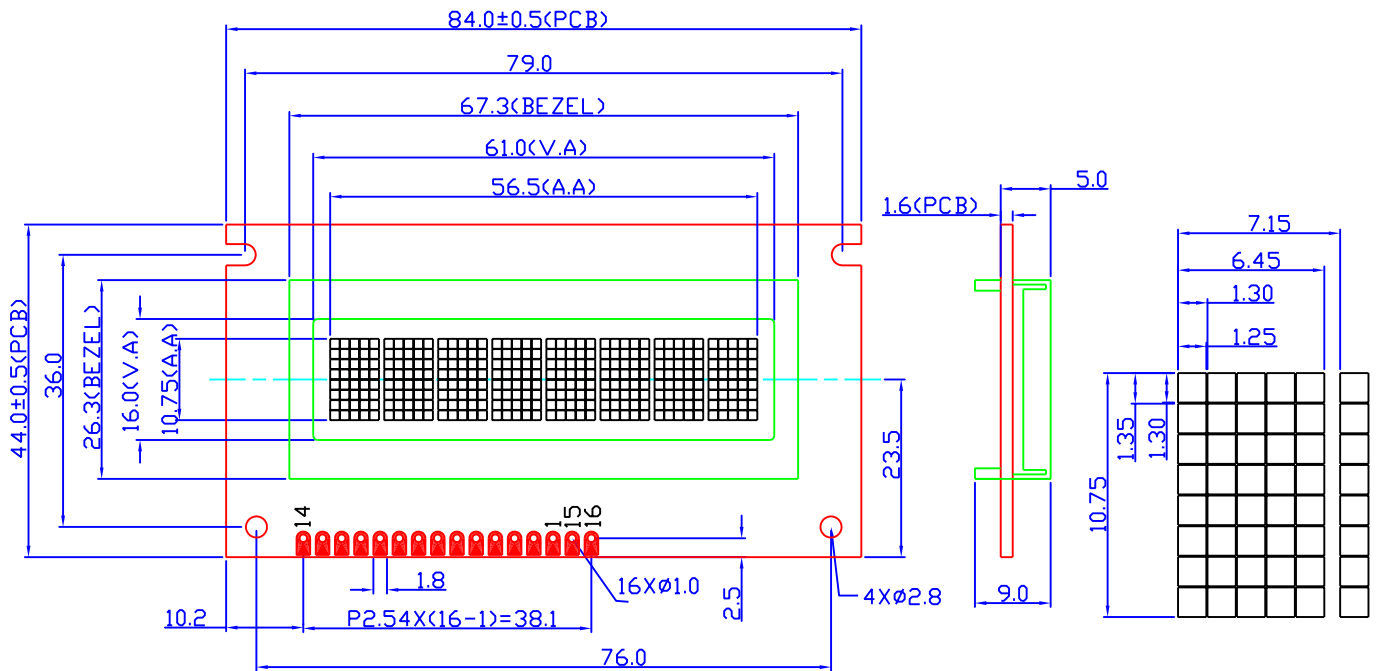 84.0±0.5(PCB)
79.0
67.3(BEZEL)
61.0(V.A)
56.5(A.A)
5.0
1.6(PCB)
7.15
6.45
1.30
1.25
44.0±0.5(PCB)
36.0
26.3(BEZEL)
16.0(V.A)
10.75(A.A)
23.5
1.35
1.30
10.75
14
1
15
16
1.8
16XØ1.0
2.5
4XØ2.8
9.0
10.2
P2.54X(16-1)=38.1
76.0